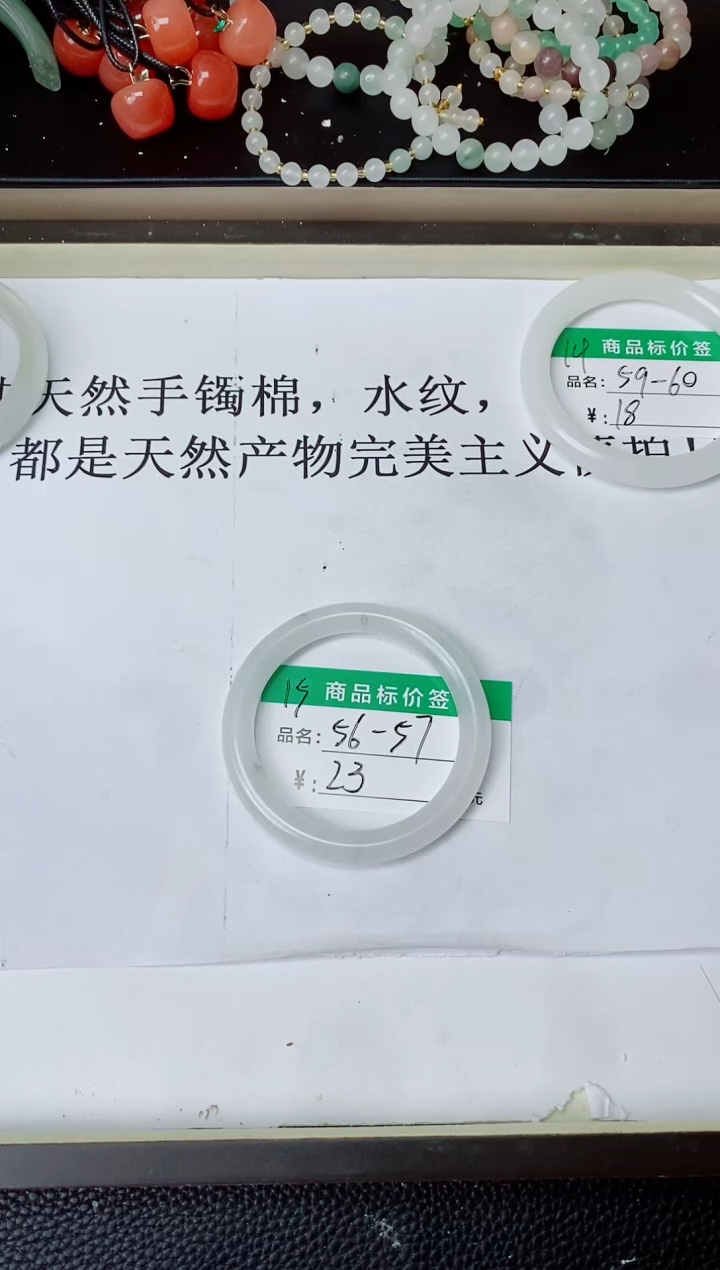 天然手镯棉，水纹，
都是天然产物完美主义
14 商品标价签
品名：59-60
¥：18
15 商品标价签
品名：56-57
¥：23
元